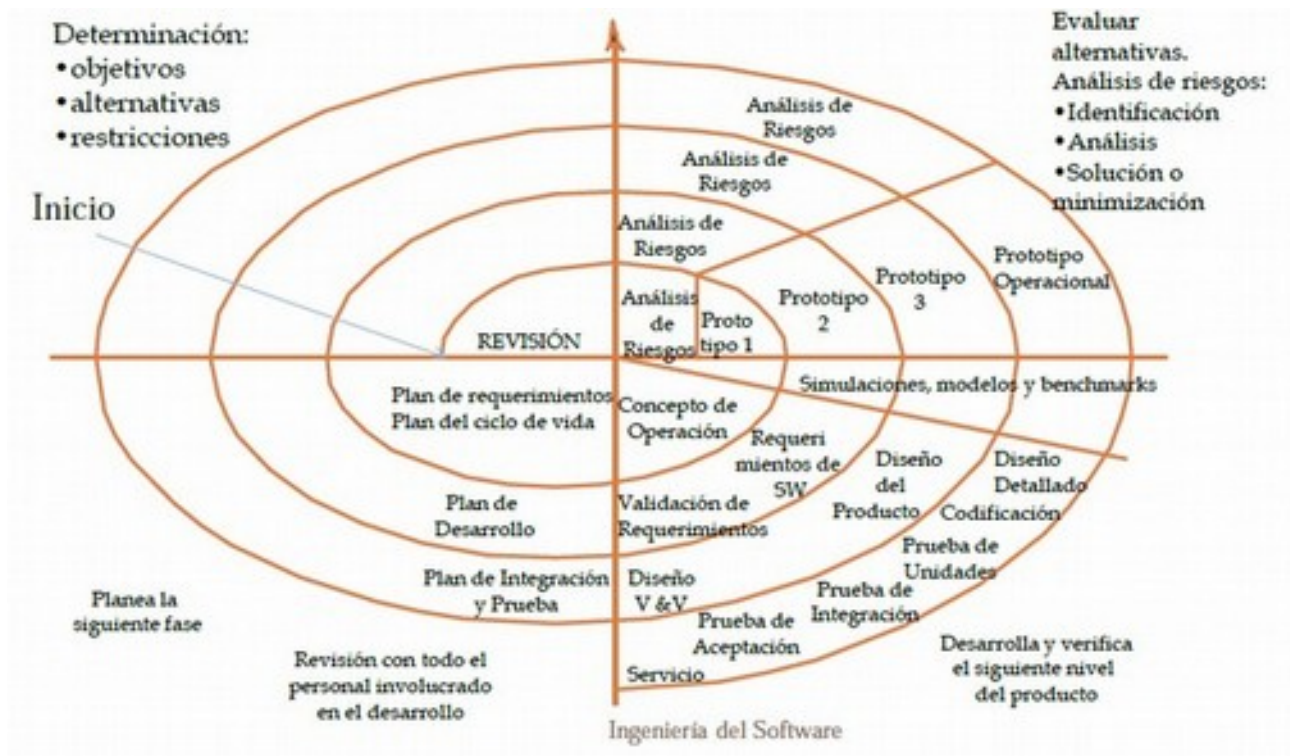 Determinación:
•objetivos
•alternativas
•restricciones
Inicio
Evaluar
alternativas.
Análisis de riesgos:
•Identificación
•Análisis
•Solución o
minimización
Análisis de
Riesgos
Análisis de
Riesgos
Análisis de
Riesgos
Análisis
de
Riesgos
Proto
tipo 1
Prototipo
2
Prototipo
3
Prototipo
Operacional
REVISIÓN
Simulaciones, modelos y benchmarks
Plan de requerimientos
Plan del ciclo de vida
Concepto de
Operación
Requeri
mientos de
SW
Diseño
del
Producto
Diseño
Detallado
Codificación
Plan de
Desarrollo
Validación de
Requerimientos
Prueba de
Unidades
Plan de Integración
y Prueba
Diseño
V &V
Prueba de
Integración
Prueba de
Aceptación
Servicio
Planea la
siguiente fase
Revisión con todo el
personal involucrado
en el desarrollo
Desarrolla y verifica
el siguiente nivel
del producto
Ingeniería del Software